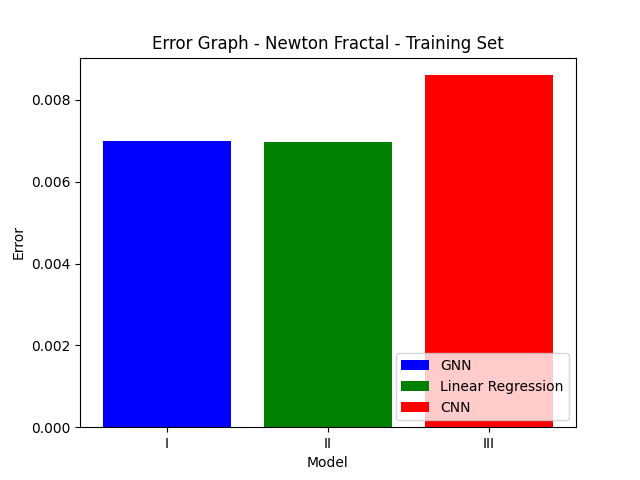 Error Graph - Newton Fractal - Training Set
0.008
0.006
0.004
0.002
0.000
Error
I
II
III
Model
GNN
Linear Regression
CNN